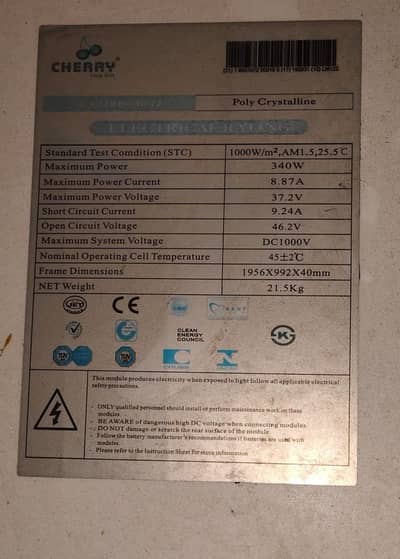 CHERRY
Poly Crystalline
ELECTRICAL RATING
Standard Test Comdition (STC) 1000W/m², AM1.5, 25.5℃
Maximum Power 340W
Maximum Power Current 8.87A
Maximum Power Voltage 37.2V
Short Circuit Current 9.24A
Open Circuit Voltage 46.2V
Maximum System Voltage DC1000V
Nominal Operating Cell Temperature 45±2℃
Frame Dimensions 1956X992X40mm
NET Weight 21.5Kg
CE
CLEAN
ENERGY
COUNCIL
This module produces electricity when exposed to light follow all applicable electrical
safety precautions.
- ONLY qualified personnel should install or perform maintenance work on these
modules.
- BE AWARE of dangerous high DC voltage when connecting modules.
- DO NOT damage or scratch the rear surface of the module.
- Follow the battery manufacturer's recommendations if batteries are used with
modules.
- Please refer to the Instruction Sheet for more information